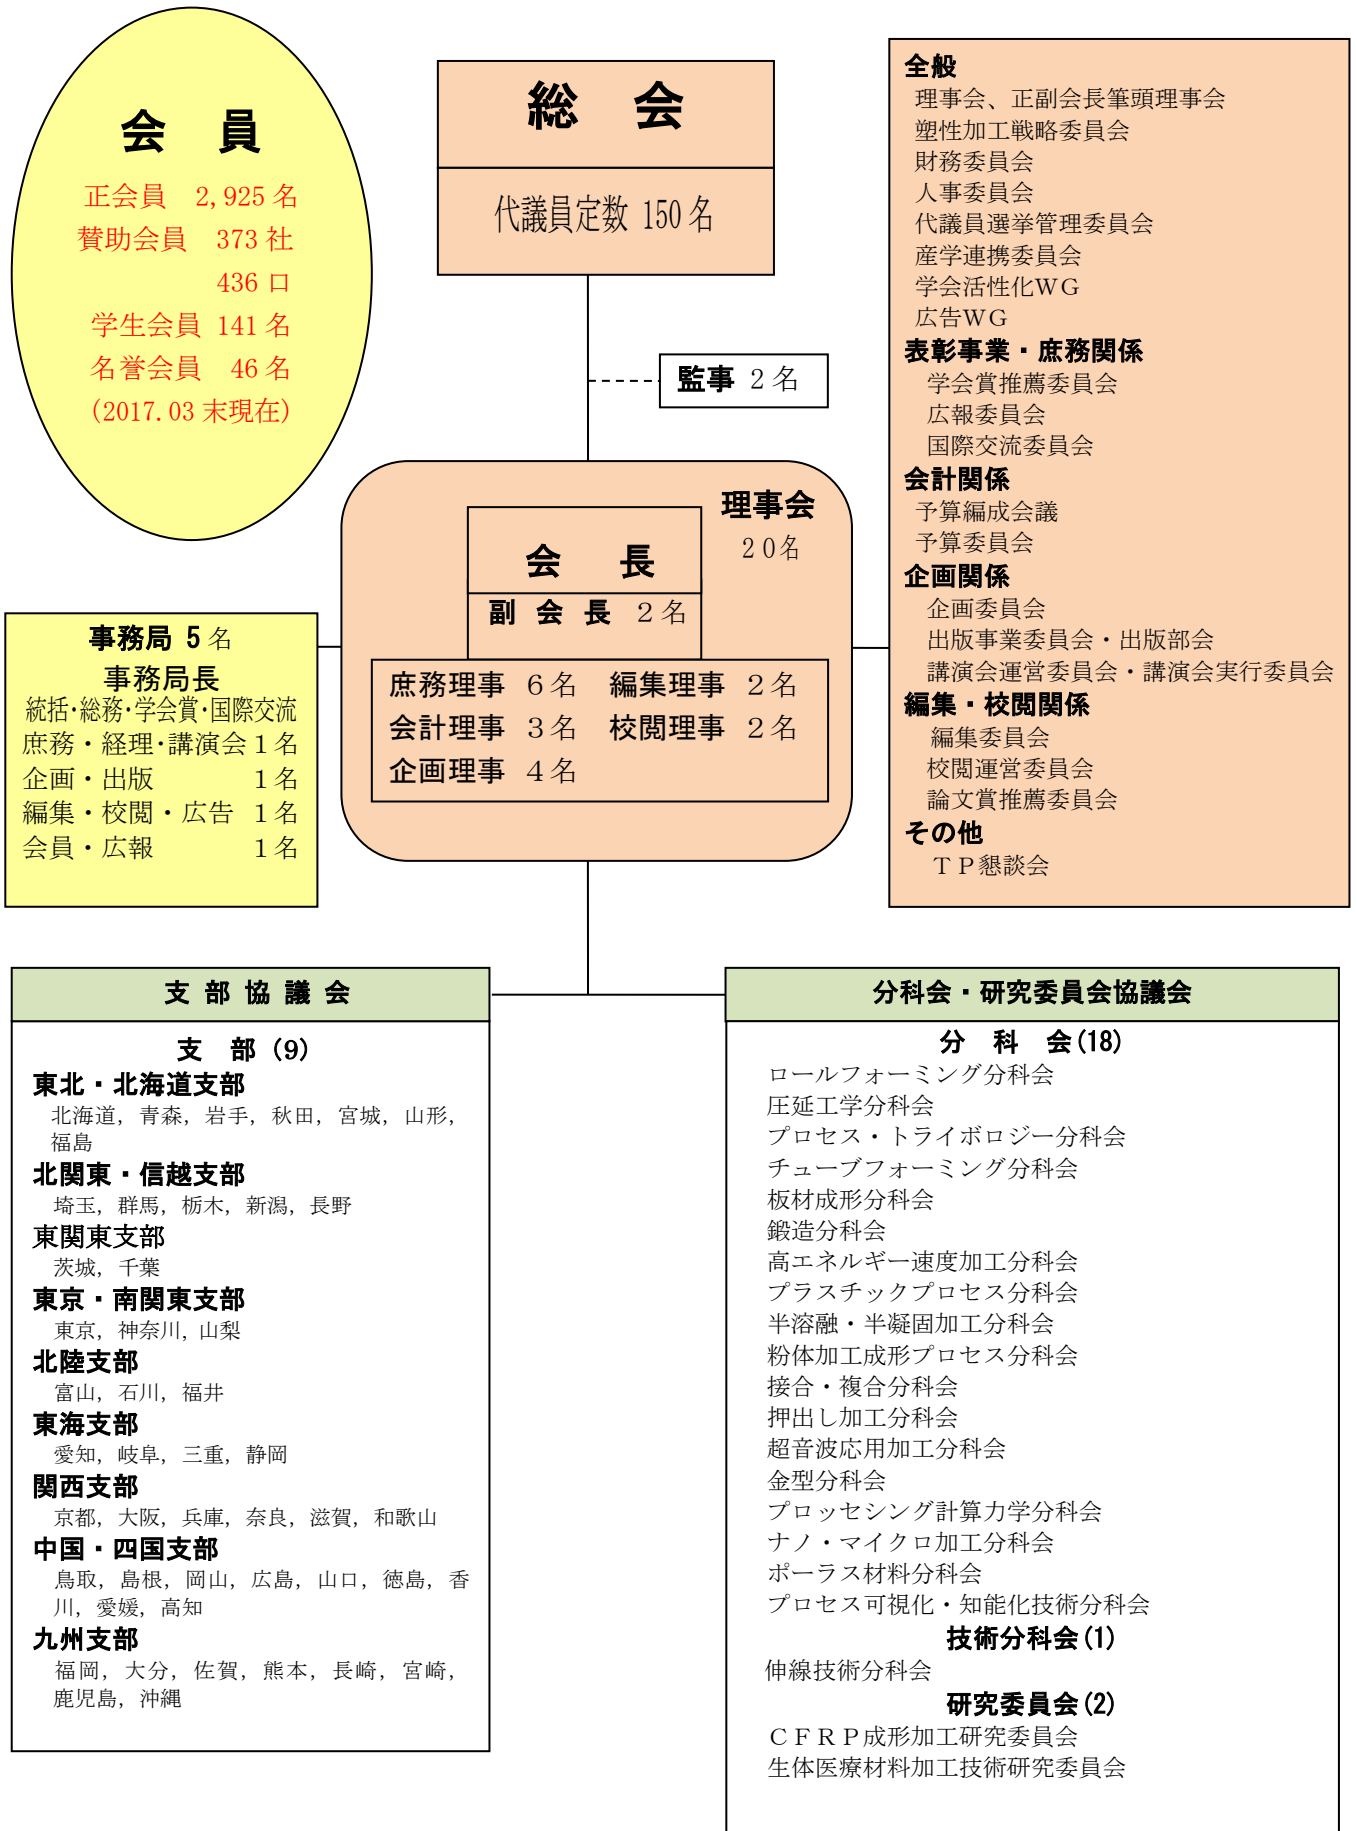 会　員
正会員　2,925名
賛助会員　373社
436口
学生会員 141名
名誉会員　46名
(2017.03末現在)
総　会
代議員定数 150名
監事 2名
理事会
20名
会　長
副 会 長 2名
庶務理事 6名 編集理事 2名
会計理事 3名 校閲理事 2名
企画理事 4名
事務局 5名
事務局長
統括・総務・学会賞・国際交流
庶務・経理・講演会1名
企画・出版 1名
編集・校閲・広告 1名
会員・広報 1名
全般
理事会、正副会長筆頭理事会
塑性加工戦略委員会
財務委員会
人事委員会
代議員選挙管理委員会
産学連携委員会
学会活性化WG
広告WG
表彰事業・庶務関係
学会賞推薦委員会
広報委員会
国際交流委員会
会計関係
予算編成会議
予算委員会
企画関係
企画委員会
出版事業委員会・出版部会
講演会運営委員会・講演会実行委員会
編集・校閲関係
編集委員会
校閲運営委員会
論文賞推薦委員会
その他
ＴＰ懇談会
支 部 協 議 会
支　部 (9)
東北・北海道支部
北海道, 青森, 岩手, 秋田, 宮城, 山形,
福島
北関東・信越支部
埼玉, 群馬, 栃木, 新潟, 長野
東関東支部
茨城, 千葉
東京・南関東支部
東京, 神奈川, 山梨
北陸支部
富山, 石川, 福井
東海支部
愛知, 岐阜, 三重, 静岡
関西支部
京都, 大阪, 兵庫, 奈良, 滋賀, 和歌山
中国・四国支部
鳥取, 島根, 岡山, 広島, 山口, 徳島, 香
川, 愛媛, 高知
九州支部
福岡, 大分, 佐賀, 熊本, 長崎, 宮崎,
鹿児島, 沖縄
分科会・研究委員会協議会
分　科　会(18)
ロールフォーミング分科会
圧延工学分科会
プロセス・トライボロジー分科会
チューブフォーミング分科会
板材成形分科会
鍛造分科会
高エネルギー速度加工分科会
プラスチックプロセス分科会
半溶融・半凝固加工分科会
粉体加工成形プロセス分科会
接合・複合分科会
押出し加工分科会
超音波応用加工分科会
金型分科会
プロッセシング計算力学分科会
ナノ・マイクロ加工分科会
ポーラス材料分科会
プロセス可視化・知能化技術分科会
技術分科会(1)
伸線技術分科会
研究委員会(2)
ＣＦＲＰ成形加工研究委員会
生体医療材料加工技術研究委員会